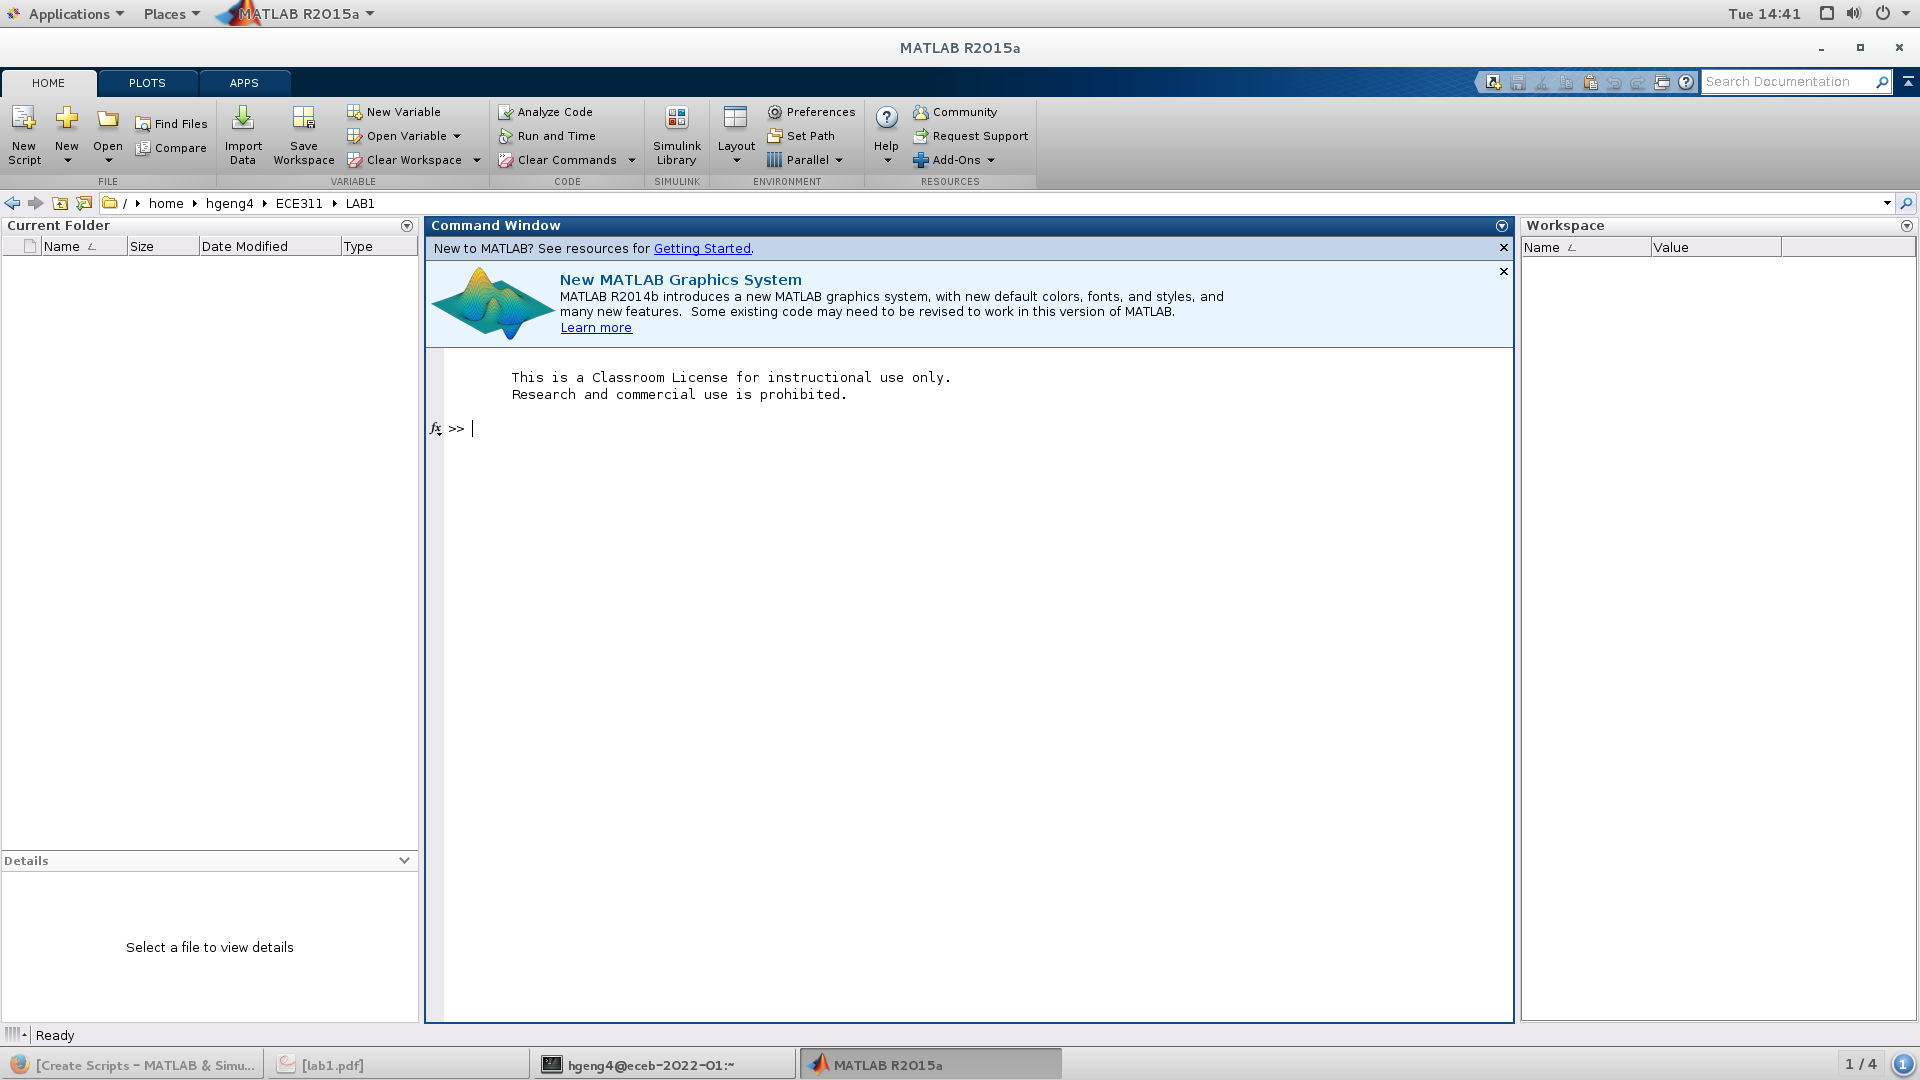 Applications Places MATLAB R2015a Tue 14:41
MATLAB R2015a
HOME PLOTS APPS Search Documentation
New Script
New
Open
Find Files
Compare
FILE
Import Data
Save Workspace
New Variable
Open Variable
Clear Workspace
VARIABLE
Analyze Code
Run and Time
Clear Commands
CODE
Simulink Library
SIMULINK
Layout
Preferences
Set Path
Parallel
ENVIRONMENT
Help
Community
Request Support
Add-Ons
RESOURCES
/ home hgeng4 ECE311 LAB1
Current Folder
Name Size Date Modified Type
Details
Select a file to view details
Command Window
New to MATLAB? See resources for Getting Started.
New MATLAB Graphics System
MATLAB R2014b introduces a new MATLAB graphics system, with new default colors, fonts, and styles, and
many new features. Some existing code may need to be revised to work in this version of MATLAB.
Learn more
This is a Classroom License for instructional use only.
Research and commercial use is prohibited.
fx >>
Workspace
Name Value
Ready
[Create Scripts - MATLAB & Simu... [lab1.pdf] hgeng4@eceb-2022-01:~ MATLAB R2015a 1 / 4 1